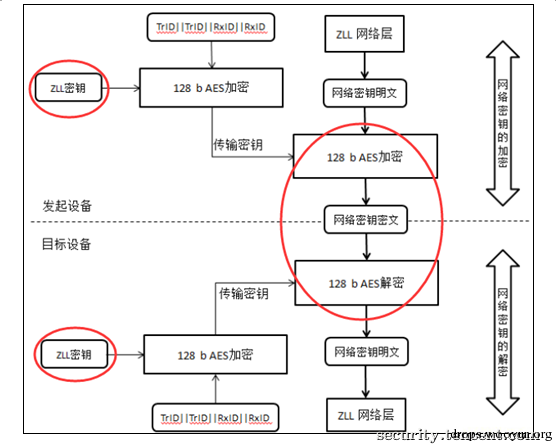 TrID||TrID||RxID||RxID
ZLL 网络层
ZLL密钥
128 b AES加密
网络密钥明文
传输密钥
128 b AES加密
网络密钥的加密
发起设备
网络密钥密文
目标设备
128 b AES解密
传输密钥
ZLL密钥
128 b AES加密
网络密钥明文
网络密钥的解密
TrID||TrID||RxID||RxID
ZLL 网络层
drops.wooyun.org